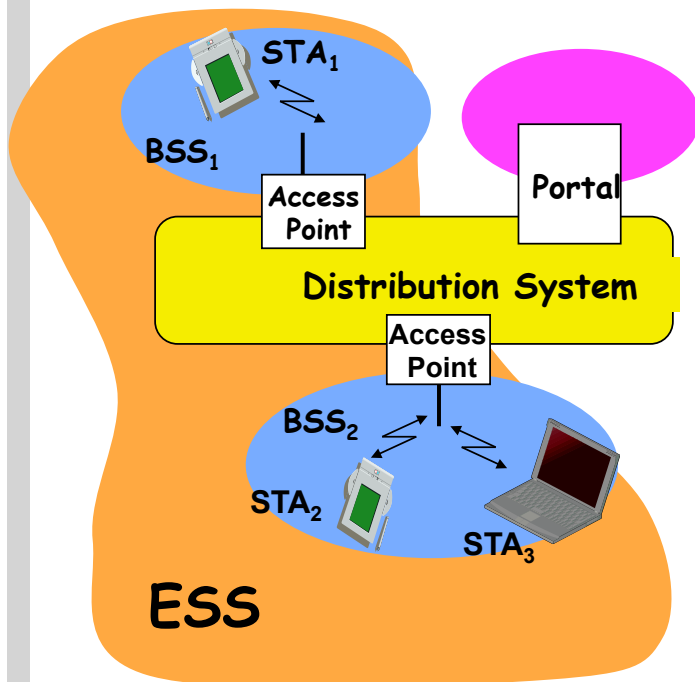 STA₁
BSS₁
Access
Point
Portal
Distribution System
Access
Point
BSS₂
STA₂
STA₃
ESS